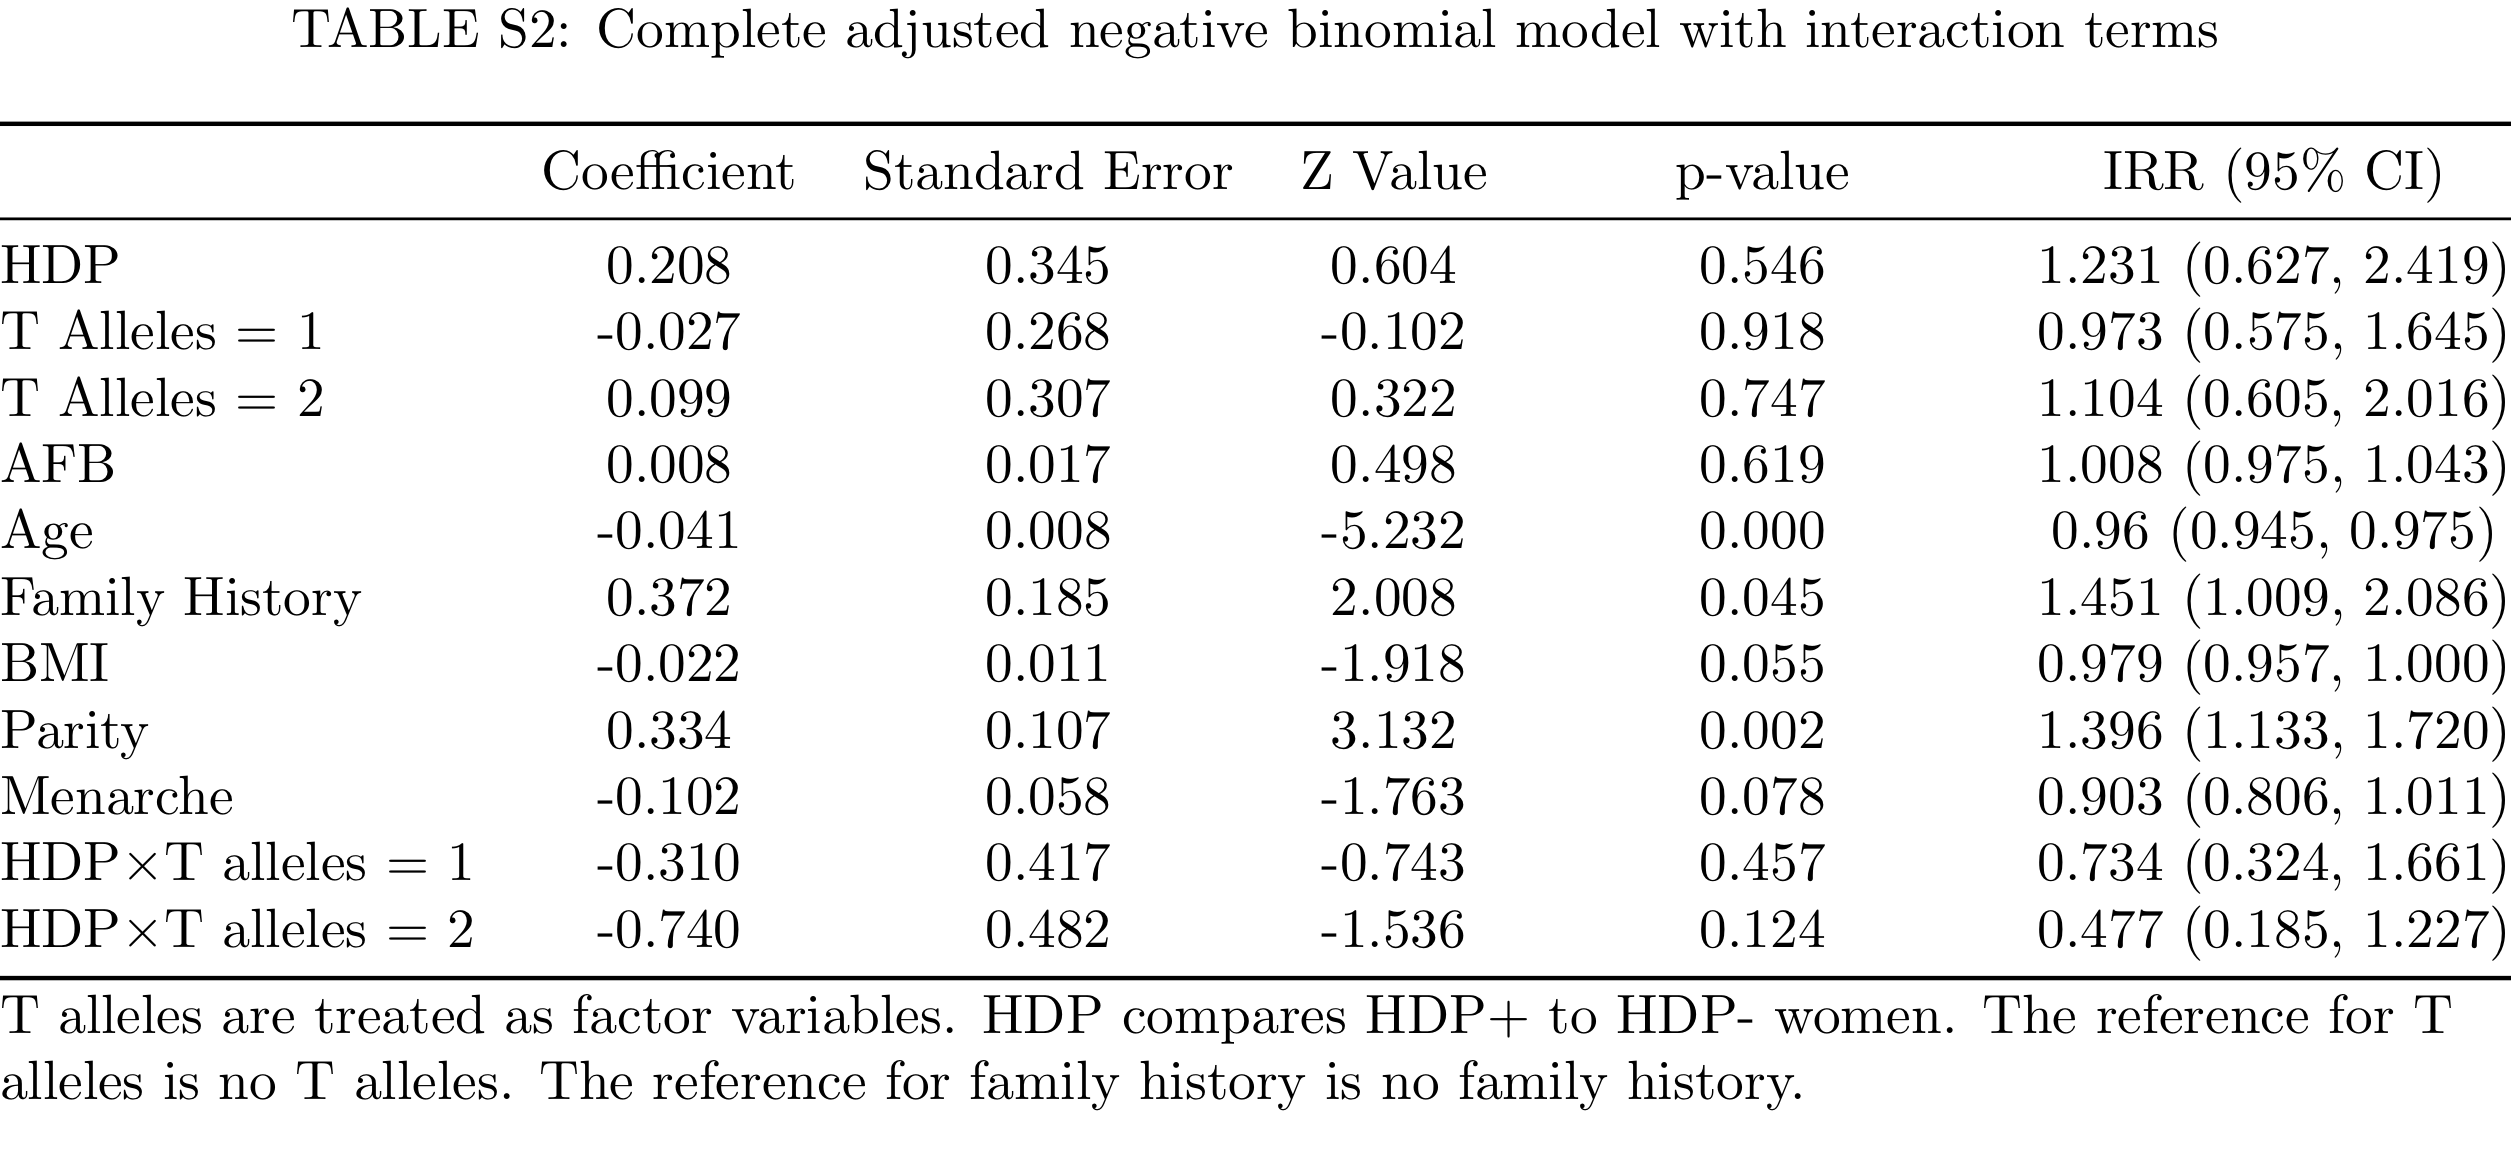 TABLE S2: Complete adjusted negative binomial model with interaction terms
Coefficient Standard Error Z Value p-value IRR (95% CI)
HDP 0.208 0.345 0.604 0.546 1.231 (0.627, 2.419)
T Alleles = 1 -0.027 0.268 -0.102 0.918 0.973 (0.575, 1.645)
T Alleles = 2 0.099 0.307 0.322 0.747 1.104 (0.605, 2.016)
AFB 0.008 0.017 0.498 0.619 1.008 (0.975, 1.043)
Age -0.041 0.008 -5.232 0.000 0.96 (0.945, 0.975)
Family History 0.372 0.185 2.008 0.045 1.451 (1.009, 2.086)
BMI -0.022 0.011 -1.918 0.055 0.979 (0.957, 1.000)
Parity 0.334 0.107 3.132 0.002 1.396 (1.133, 1.720)
Menarche -0.102 0.058 -1.763 0.078 0.903 (0.806, 1.011)
HDP×T alleles = 1 -0.310 0.417 -0.743 0.457 0.734 (0.324, 1.661)
HDP×T alleles = 2 -0.740 0.482 -1.536 0.124 0.477 (0.185, 1.227)
T alleles are treated as factor variables. HDP compares HDP+ to HDP- women. The reference for T
alleles is no T alleles. The reference for family history is no family history.